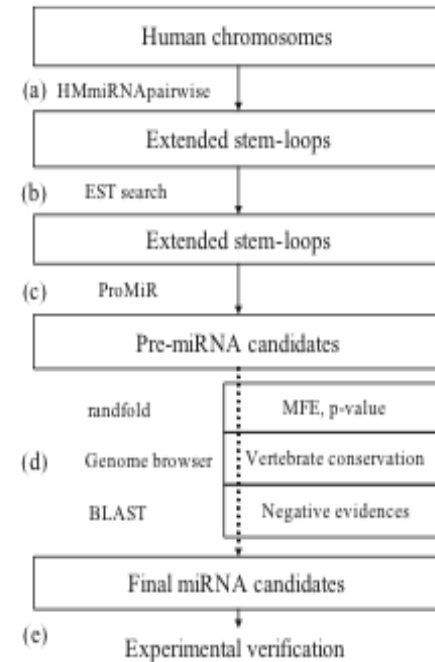 Human chromosomes
(a) HMmiRNApairwise
Extended stem-loops
(b) EST search
Extended stem-loops
(c) ProMiR
Pre-miRNA candidates
randfold MFE, p-value
(d) Genome browser Vertebrate conservation
BLAST Negative evidences
Final miRNA candidates
(e)
Experimental verification